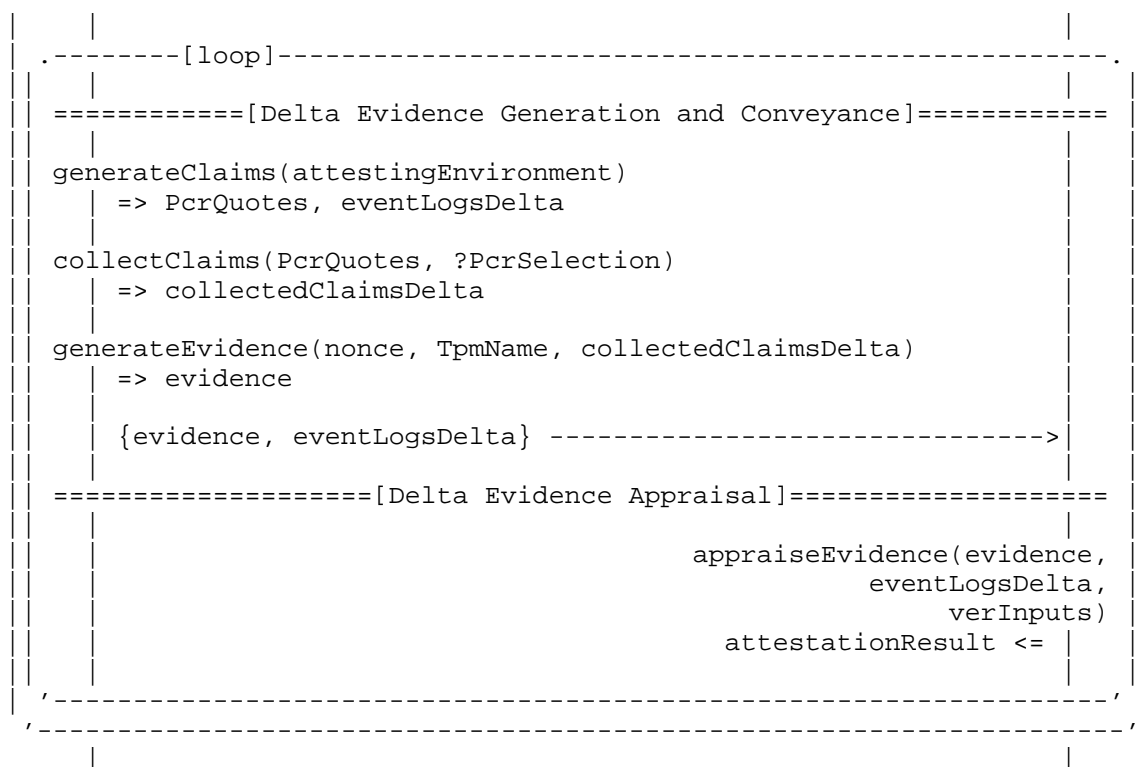 [loop]
[Delta Evidence Generation and Conveyance]
generateClaims(attestingEnvironment)
=> PcrQuotes, eventLogsDelta
collectClaims(PcrQuotes, ?PcrSelection)
=> collectedClaimsDelta
generateEvidence(nonce, TpmName, collectedClaimsDelta)
=> evidence
{evidence, eventLogsDelta} ------------------------------->
[Delta Evidence Appraisal]
appraiseEvidence(evidence,
eventLogsDelta,
verInputs)
attestationResult <=